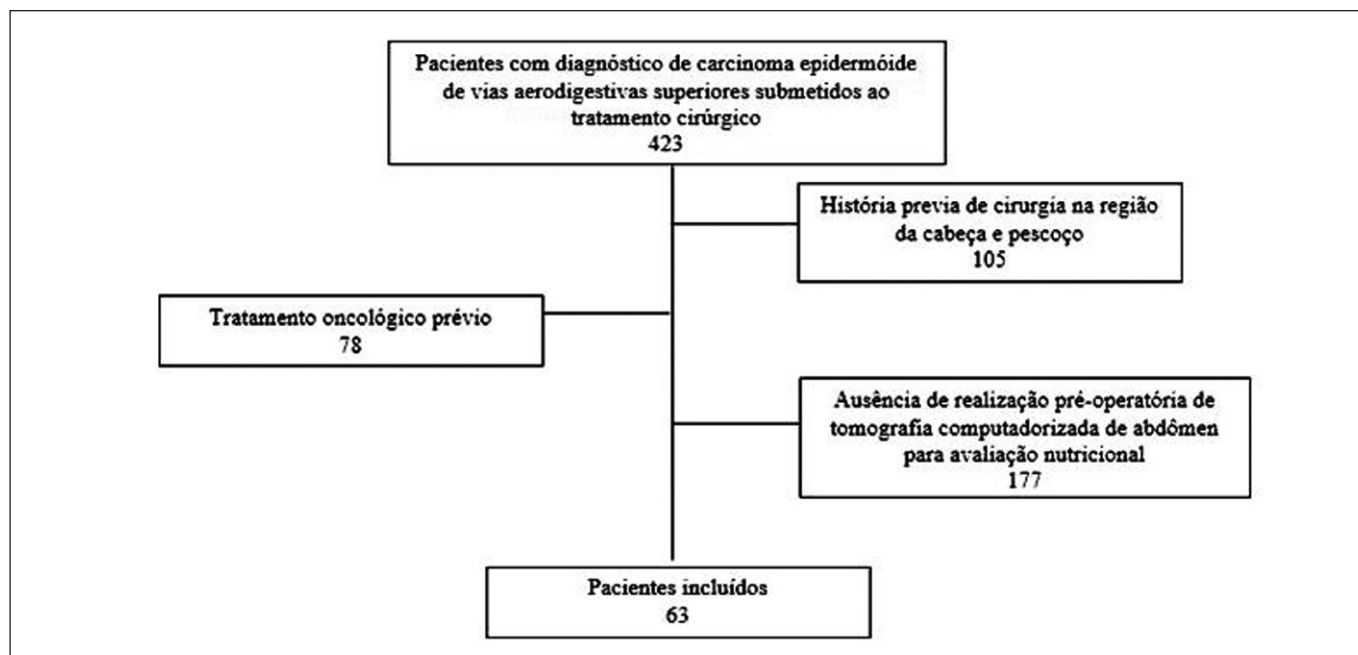 Pacientes com diagnóstico de carcinoma epidermóide
de vias aerodigestivas superiores submetidos ao
tratamento cirúrgico
423
História previa de cirurgia na região
da cabeça e pescoço
105
Tratamento oncológico prévio
78
Ausência de realização pré-operatória de
tomografia computadorizada de abdômen
para avaliação nutricional
177
Pacientes incluídos
63